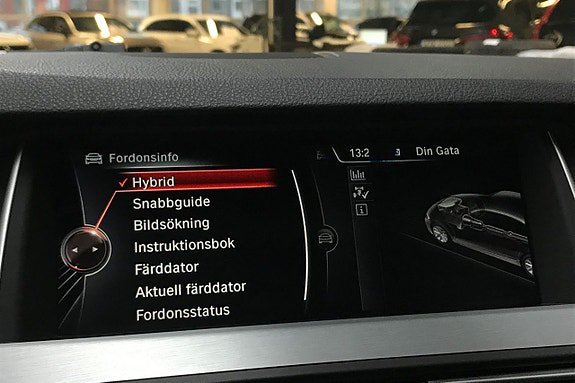 Fordonsinfo
Din Gata
Hybrid
Snabbguide
Bildsökning
Instruktionsbok
Färddator
Aktuell färddator
Fordonsstatus